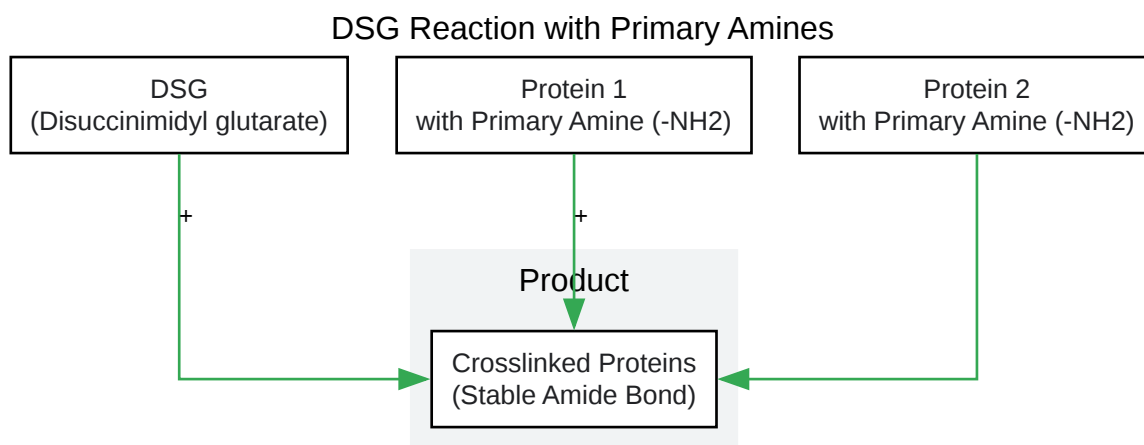 DSG Reaction with Primary Amines
DSG
(Disuccinimidyl glutarate)
Protein 1
with Primary Amine (-NH2)
Protein 2
with Primary Amine (-NH2)
+
+
Product
Crosslinked Proteins
(Stable Amide Bond)